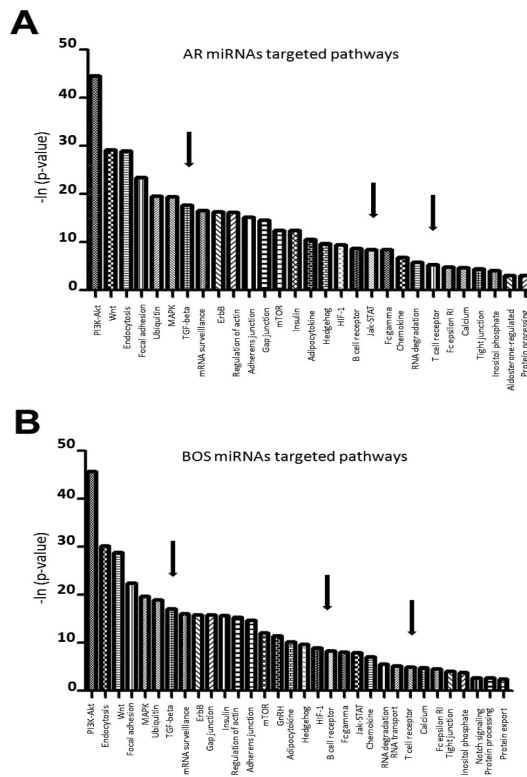 A
AR miRNAs targeted pathways
-ln (p-value)
50
40
30
20
10
0
PI3K-Akt
Wnt
Endocytosis
Focal adhesion
Ubiquitin
MAPK
TGF-beta
mRNA surveillance
ErbB
Regulation of actin
Adherens junction
Gap junction
mTOR
Insulin
Adipocytokine
Hedgehog
HIF-1
B cell receptor
Jak-STAT
Fc gamma
Chemokine
RNA degradation
T cell receptor
Fc epsilon RI
Calcium
Tight junction
Inositol phosphate
Aldosterone-regulated
Protein processing
B
BOS miRNAs targeted pathways
-ln (p-value)
50
40
30
20
10
0
PI3K-Akt
Endocytosis
Wnt
Focal adhesion
MAPK
Ubiquitin
TGF-beta
mRNA surveillance
ErbB
Gap junction
Insulin
Regulation of actin
Adherens junction
mTOR
GnRH
Adipocytokine
Hedgehog
HIF-1
B cell receptor
Fc gamma
Jak-STAT
Chemokine
RNA degradation
RNA transport
T cell receptor
Calcium
Fc epsilon RI
Tight junction
Inositol phosphate
Notch signaling
Protein processing
Protein export